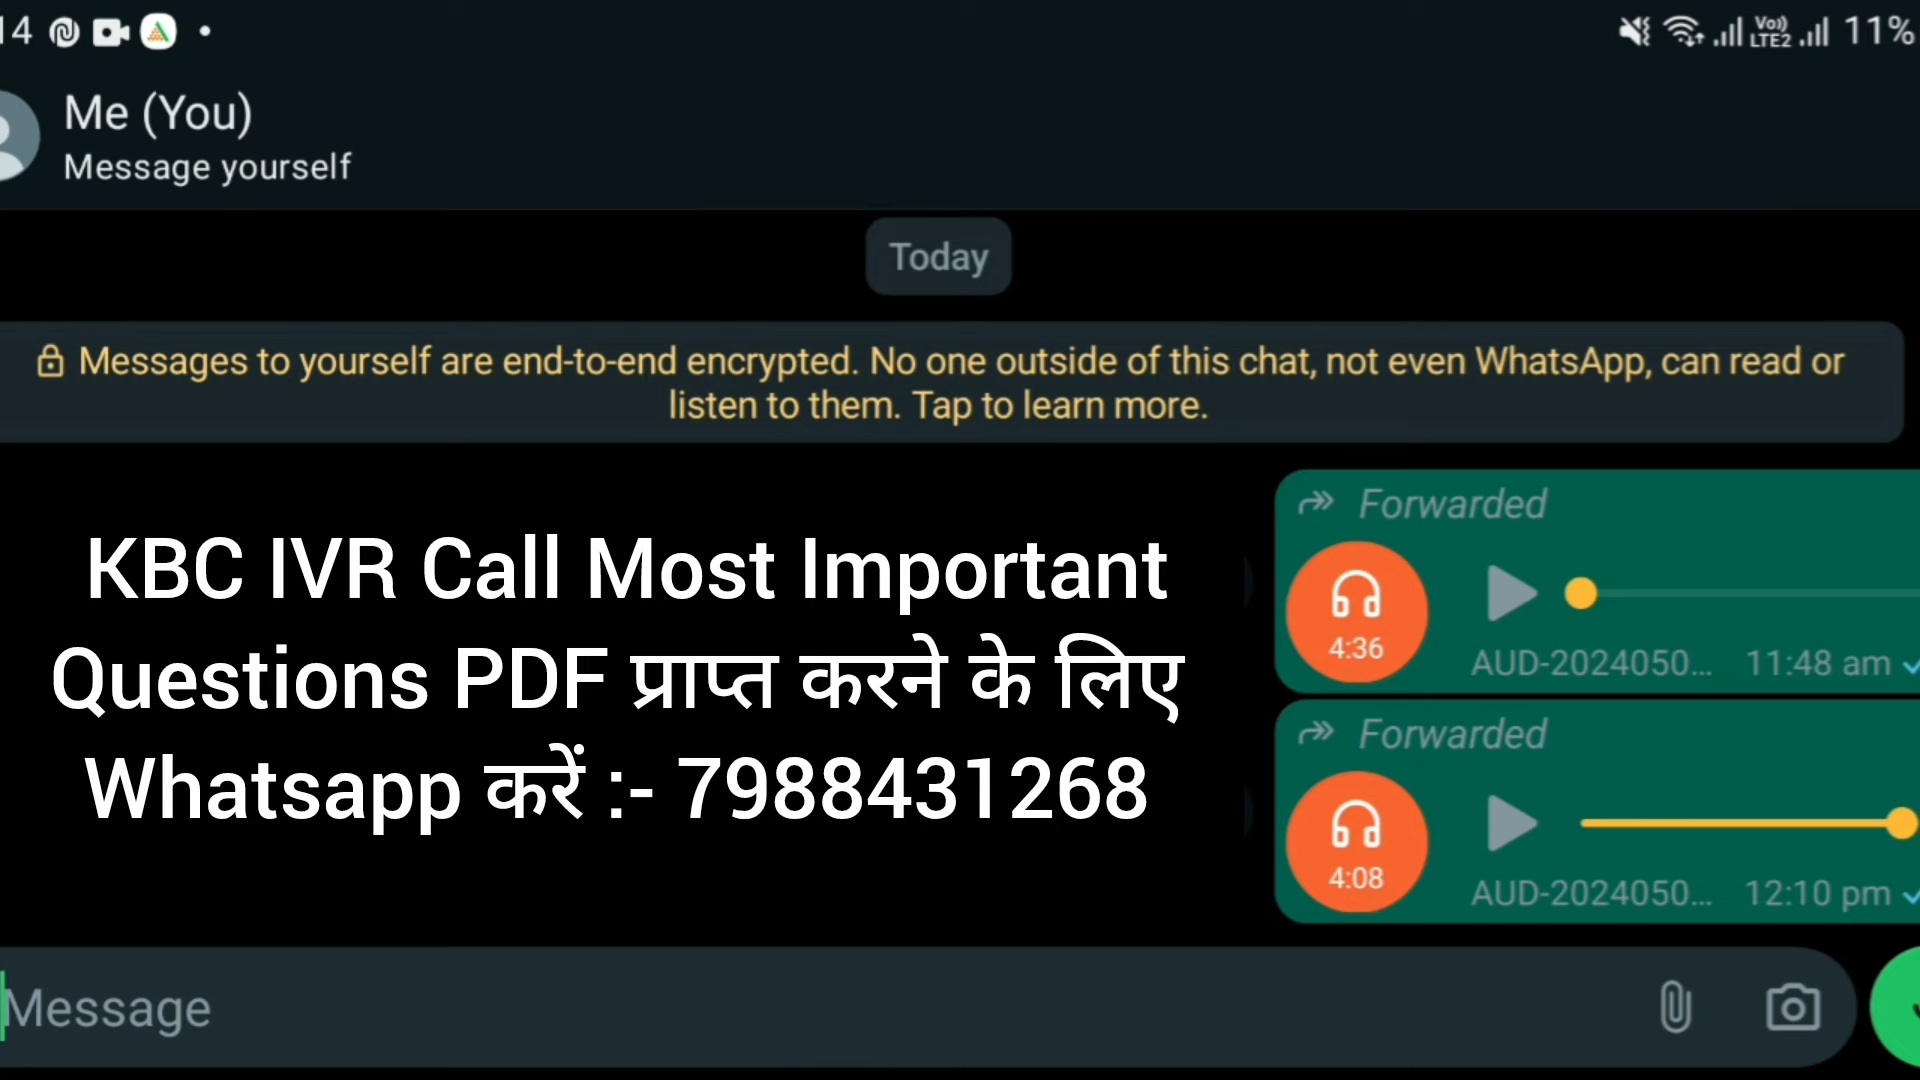 14 11%
Vo)) LTE2
Me (You)
Message yourself
Today
Messages to yourself are end-to-end encrypted. No one outside of this chat, not even WhatsApp, can read or
listen to them. Tap to learn more.
Forwarded
4:36
AUD-2024050... 11:48 am
KBC IVR Call Most Important
Questions PDF प्राप्त करने के लिए
Whatsapp करें :- 7988431268
Forwarded
4:08
AUD-2024050... 12:10 pm
Message